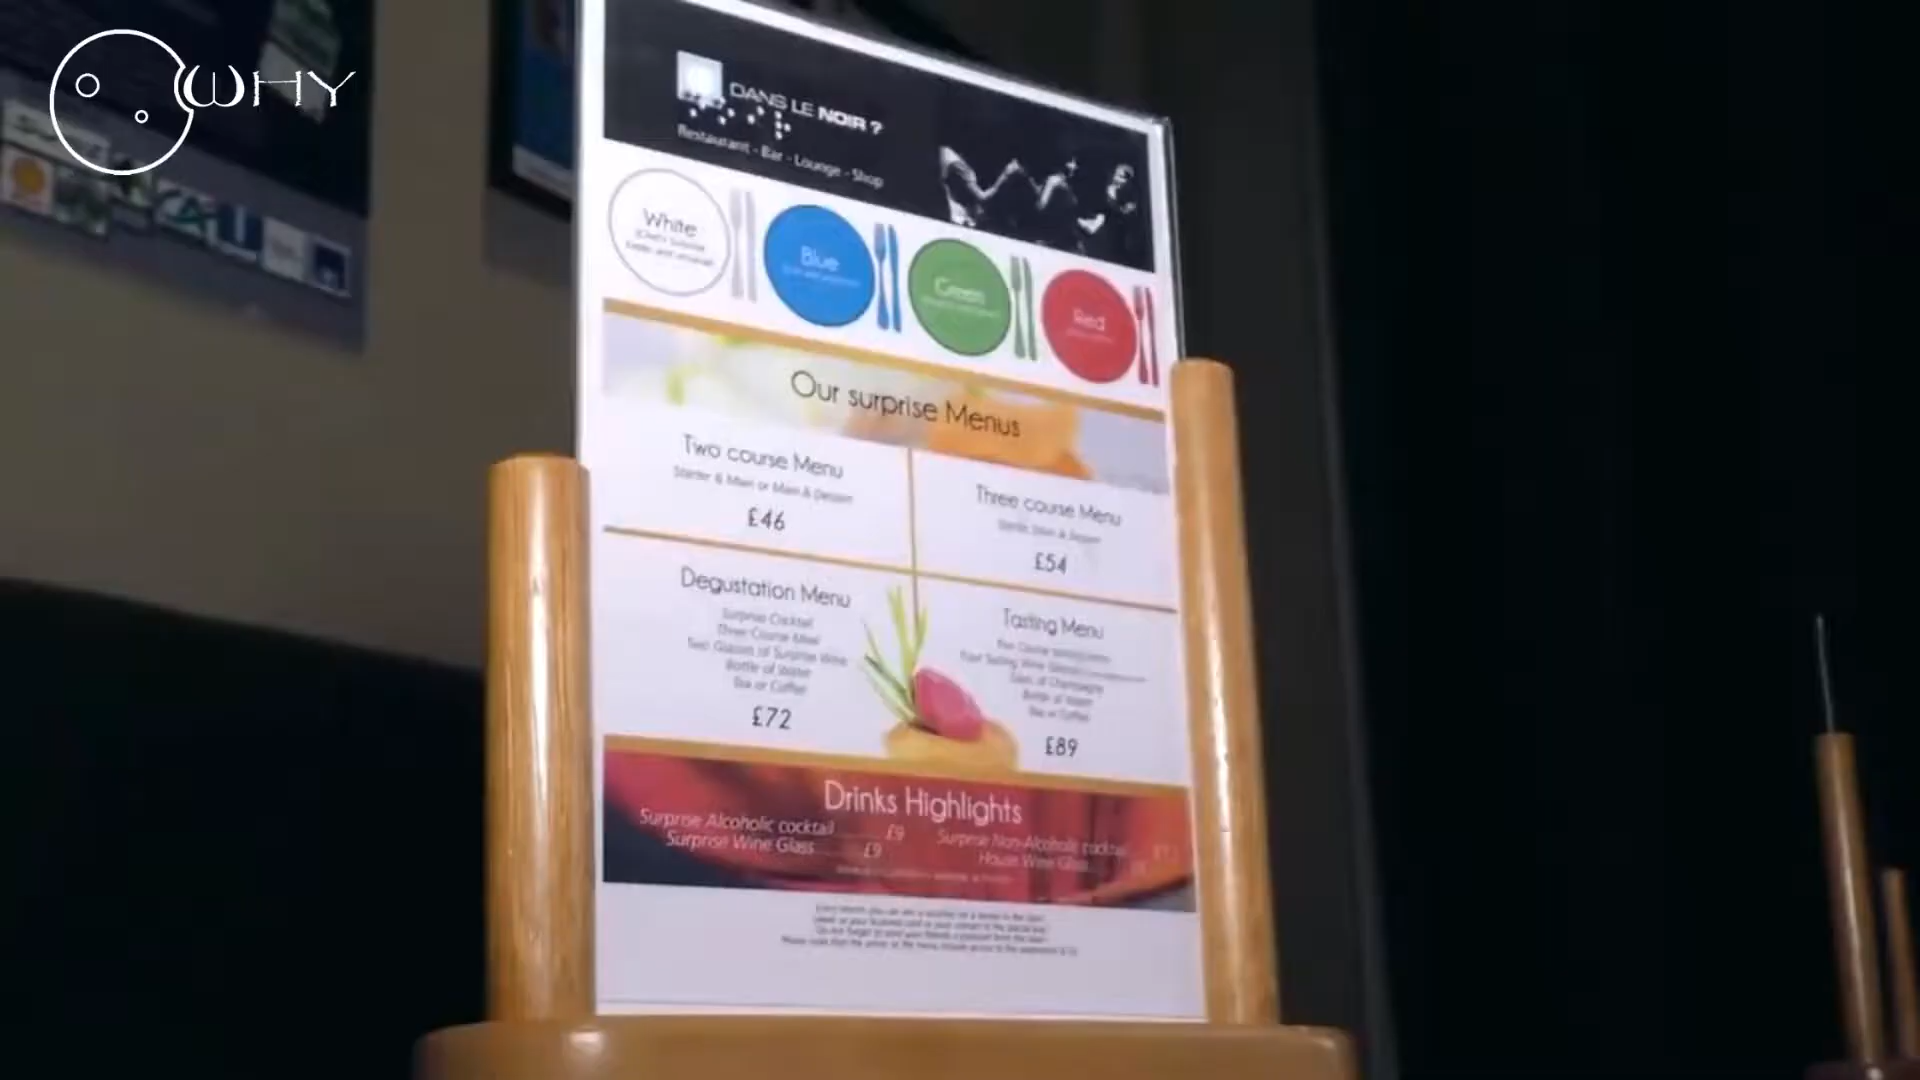 WHY
DANS LE NOIR ?
Restaurant - Bar - Lounge - Shop
White
Blue
Green
Red
Our surprise Menus
Two course Menu
Starter & Main or Main & Dessert
£46
Three course Menu
Starter, Main & Dessert
£54
Degustation Menu
Surprise Cocktail
Three Course Meal
Two Glasses of Surprise Wine
Bottle of Water
Tea or Coffee
£72
Tasting Menu
Glass of Champagne
Bottle of Water
Tea or Coffee
£89
Drinks Highlights
Surprise Alcoholic cocktail £9
Surprise Wine Glass £9
Surprise Non-Alcoholic cocktail
House Wine Glass